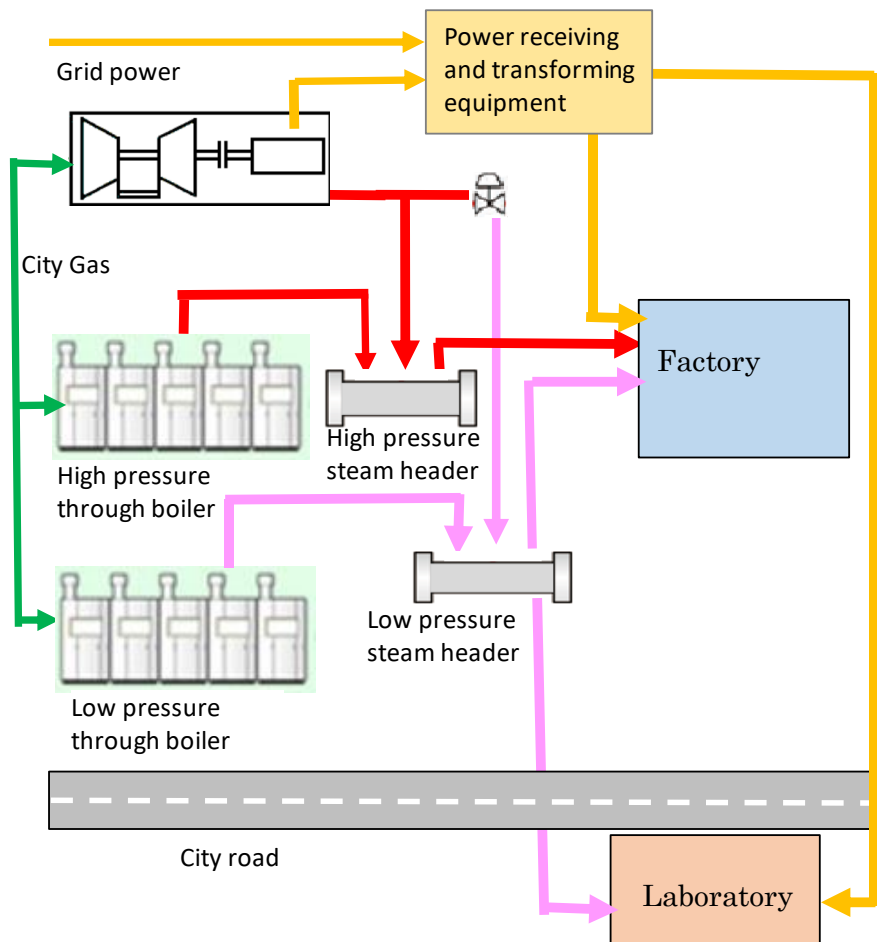 Power receiving
and transforming
equipment
Grid power
City Gas
Factory
High pressure
steam header
High pressure
through boiler
Low pressure
steam header
Low pressure
through boiler
City road
Laboratory